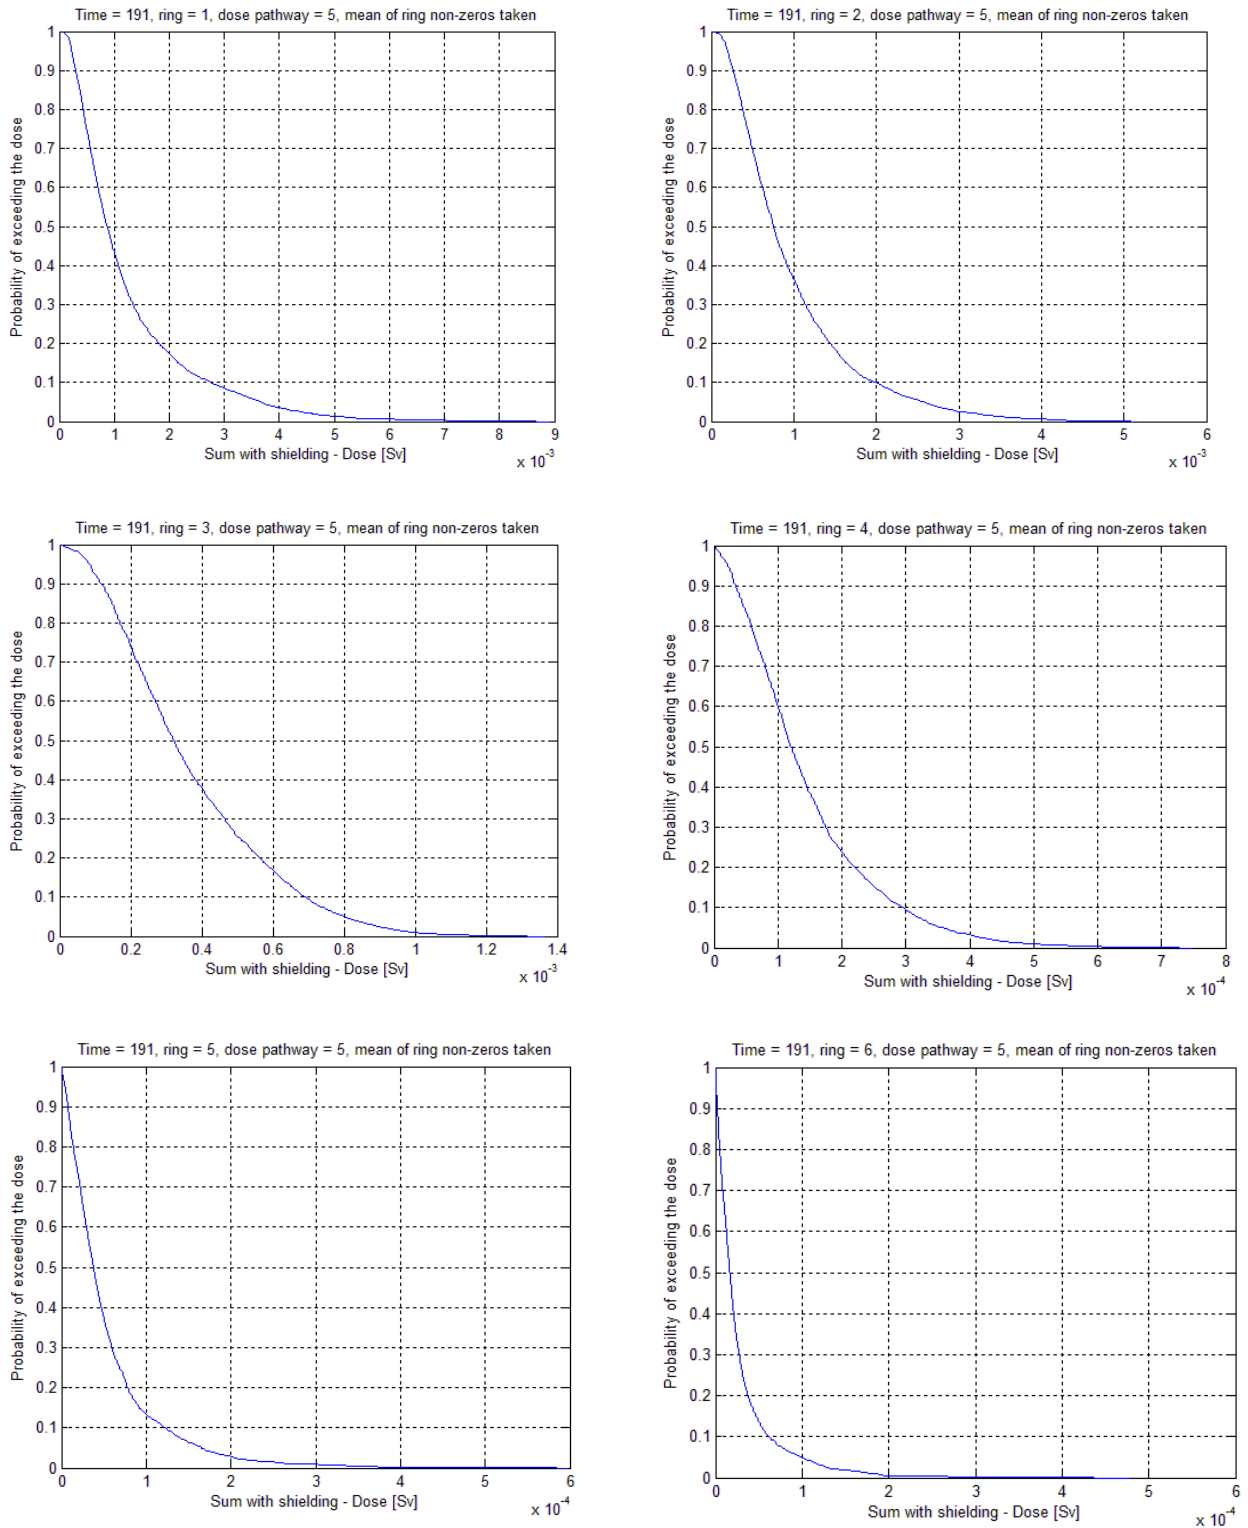 Time = 191, ring = 1, dose pathway = 5, mean of ring non-zeros taken
Probability of exceeding the dose
1
0.9
0.8
0.7
0.6
0.5
0.4
0.3
0.2
0.1
0
0 1 2 3 4 5 6 7 8 9
Sum with shielding - Dose [Sv]
x 10-3
Time = 191, ring = 2, dose pathway = 5, mean of ring non-zeros taken
Probability of exceeding the dose
1
0.9
0.8
0.7
0.6
0.5
0.4
0.3
0.2
0.1
0
0 1 2 3 4 5 6
Sum with shielding - Dose [Sv]
x 10-3
Time = 191, ring = 3, dose pathway = 5, mean of ring non-zeros taken
Probability of exceeding the dose
1
0.9
0.8
0.7
0.6
0.5
0.4
0.3
0.2
0.1
0
0 0.2 0.4 0.6 0.8 1 1.2 1.4
Sum with shielding - Dose [Sv]
x 10-3
Time = 191, ring = 4, dose pathway = 5, mean of ring non-zeros taken
Probability of exceeding the dose
1
0.9
0.8
0.7
0.6
0.5
0.4
0.3
0.2
0.1
0
0 1 2 3 4 5 6 7 8
Sum with shielding - Dose [Sv]
x 10-4
Time = 191, ring = 5, dose pathway = 5, mean of ring non-zeros taken
Probability of exceeding the dose
1
0.9
0.8
0.7
0.6
0.5
0.4
0.3
0.2
0.1
0
0 1 2 3 4 5 6
Sum with shielding - Dose [Sv]
x 10-4
Time = 191, ring = 6, dose pathway = 5, mean of ring non-zeros taken
Probability of exceeding the dose
1
0.9
0.8
0.7
0.6
0.5
0.4
0.3
0.2
0.1
0
0 1 2 3 4 5 6
Sum with shielding - Dose [Sv]
x 10-4